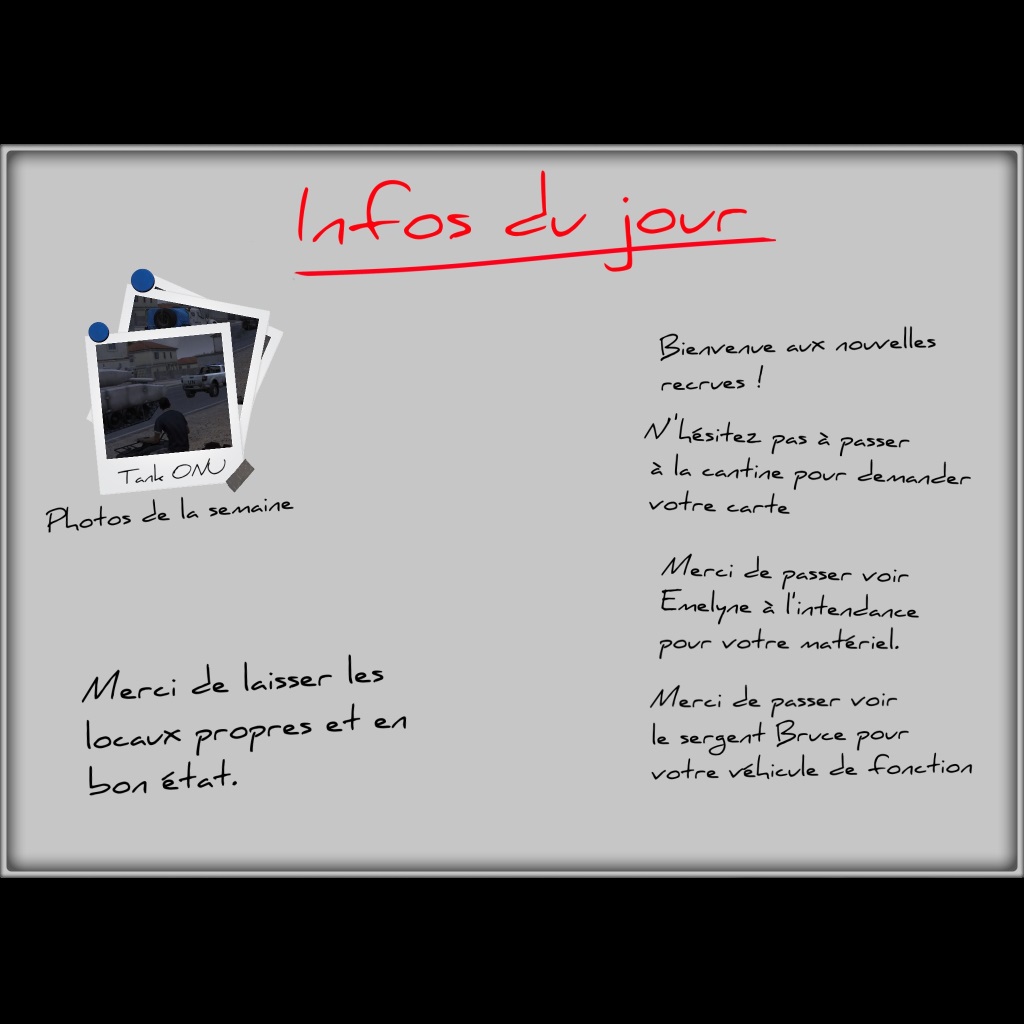 Infos du jour
Tank ONU
Photos de la semaine
Merci de laisser les
locaux propres et en
bon état.
Bienvenue aux nouvelles
recrues !
N'hésitez pas à passer
à la cantine pour demander
votre carte
Merci de passer voir
Emelyne à l'intendance
pour votre matériel.
Merci de passer voir
le sergent Bruce pour
votre véhicule de fonction